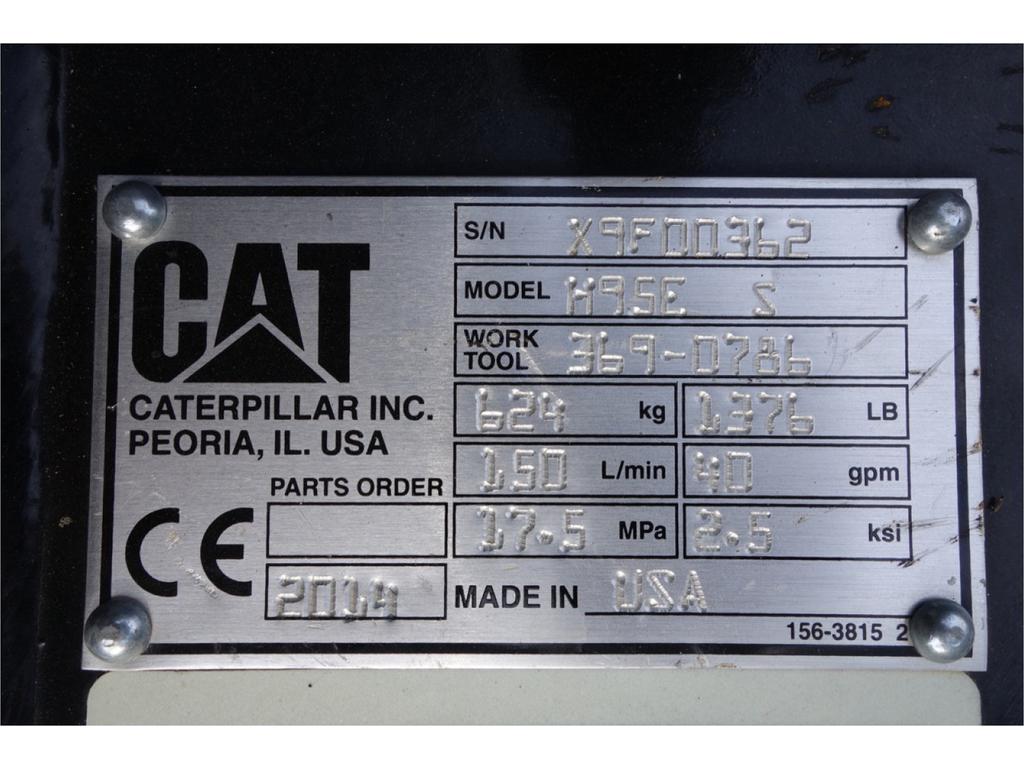 CAT
CATERPILLAR INC.
PEORIA, IL. USA
S/N X9F00362
MODEL H95E S
WORK TOOL 369-0786
624 kg 1376 LB
150 L/min 40 gpm
17.5 MPa 2.5 ksi
PARTS ORDER
CE
2014
MADE IN USA
156-3815 2